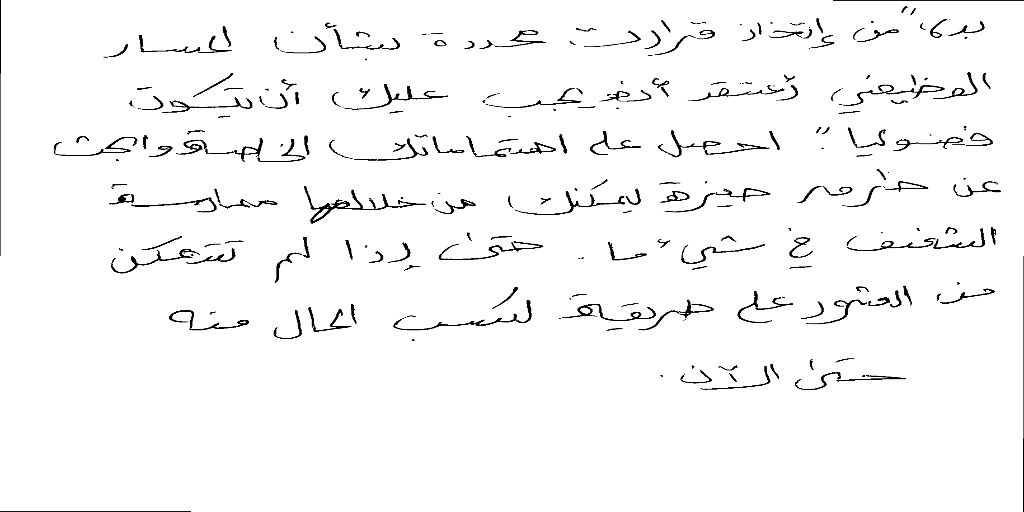 بدلا" من إتخاذ قرارات محددة بشأن المسار
الوظيفي أعتقد أنه يجب عليك أن تكون
فضوليا". احصل على اهتماماتك الخاصة وابحث
عن طرق مميزة يمكنك من خلالها ممارسة
الشغف في شيء ما. حتى إذا لم تتمكن
من العثور على طريقة لكسب المال منه
حتى الآن.